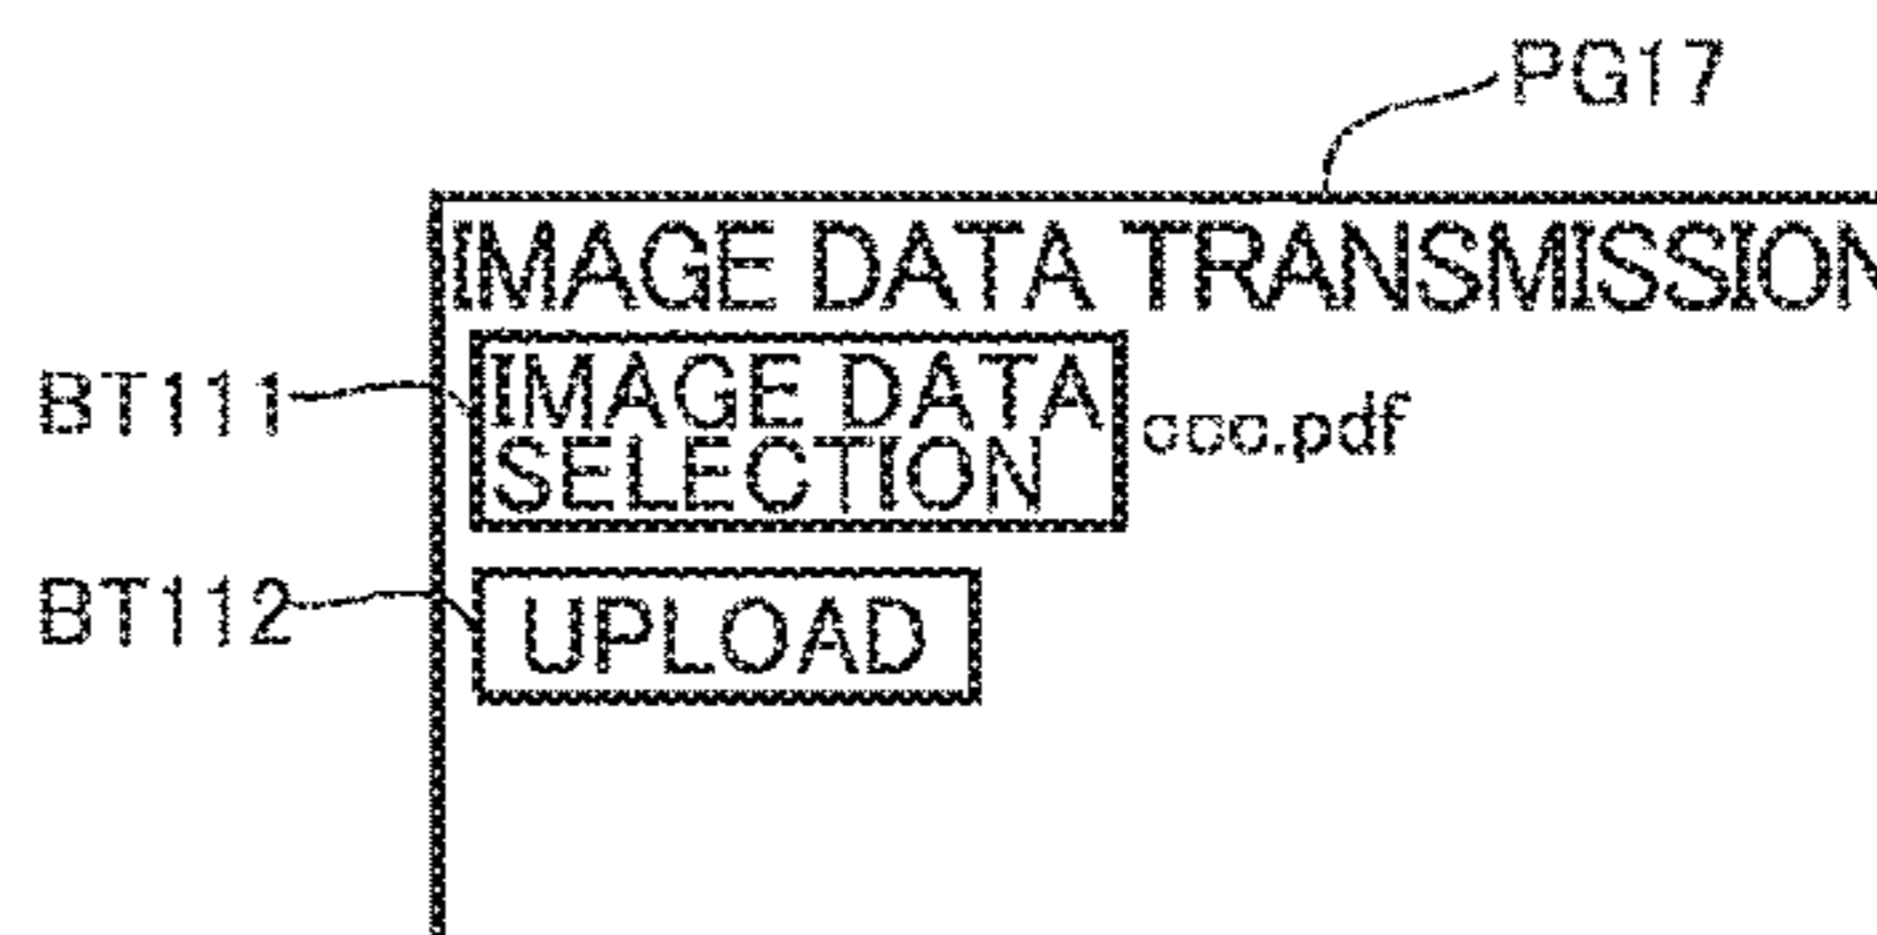 PG17
IMAGE DATA TRANSMISSION
BT111
IMAGE DATA
SELECTION
ccc.pdf
BT112
UPLOAD